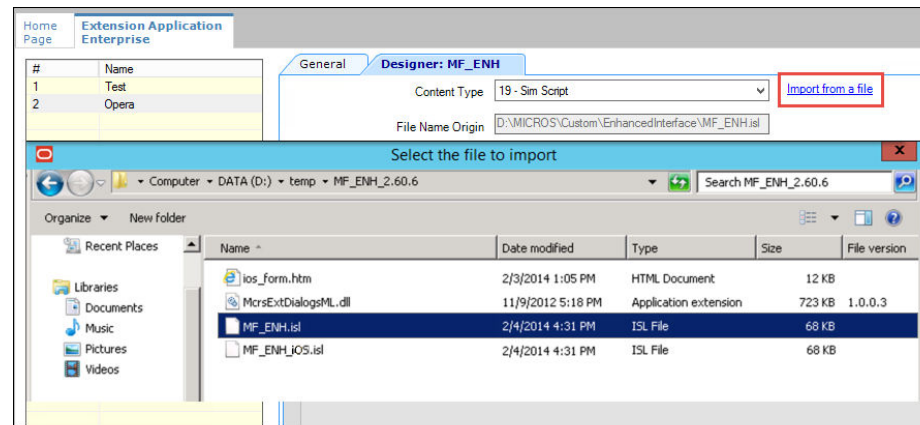 Home Page
Extension Application Enterprise
# Name
1 Test
2 Opera
General Designer: MF_ENH
Content Type 19 - Sim Script Import from a file
File Name Origin D:\MICROS\Custom\EnhancedInterface\MF_ENH.isl
Select the file to import x
Computer DATA (D:) temp MF_ENH_2.60.6 Search MF_ENH_2.60.6
Organize New folder
Recent Places
Libraries
Documents
Music
Pictures
Videos
Name Date modified Type Size File version
ios_form.htm 2/3/2014 1:05 PM HTML Document 12 KB
McrsExtDialogsML.dll 11/9/2012 5:18 PM Application extension 723 KB 1.0.0.3
MF_ENH.isl 2/4/2014 4:31 PM ISL File 68 KB
MF_ENH_iOS.isl 2/4/2014 4:31 PM ISL File 68 KB